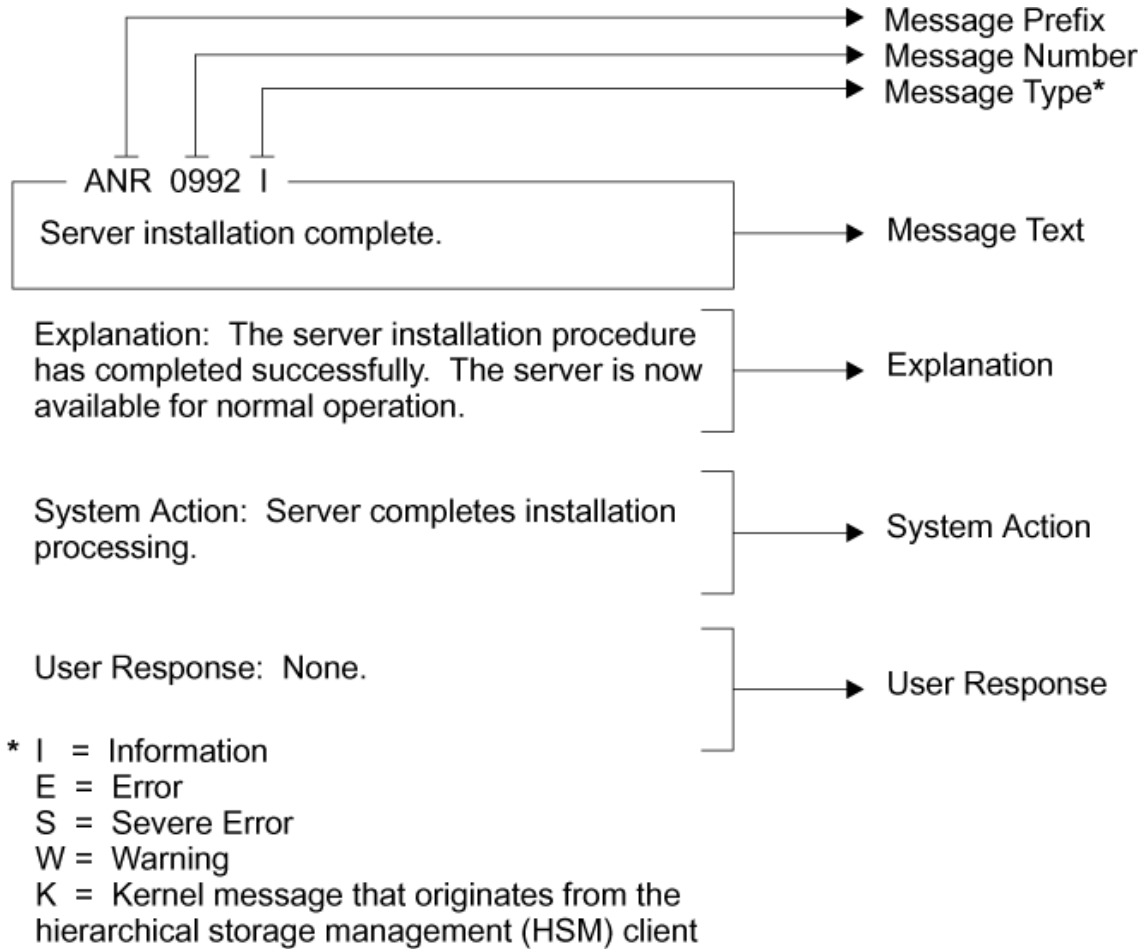 Message Prefix
Message Number
Message Type*
ANR 0992 I
Server installation complete.
Message Text
Explanation: The server installation procedure
has completed successfully. The server is now
available for normal operation.
Explanation
System Action: Server completes installation
processing.
System Action
User Response: None.
User Response
* I = Information
E = Error
S = Severe Error
W = Warning
K = Kernel message that originates from the
hierarchical storage management (HSM) client